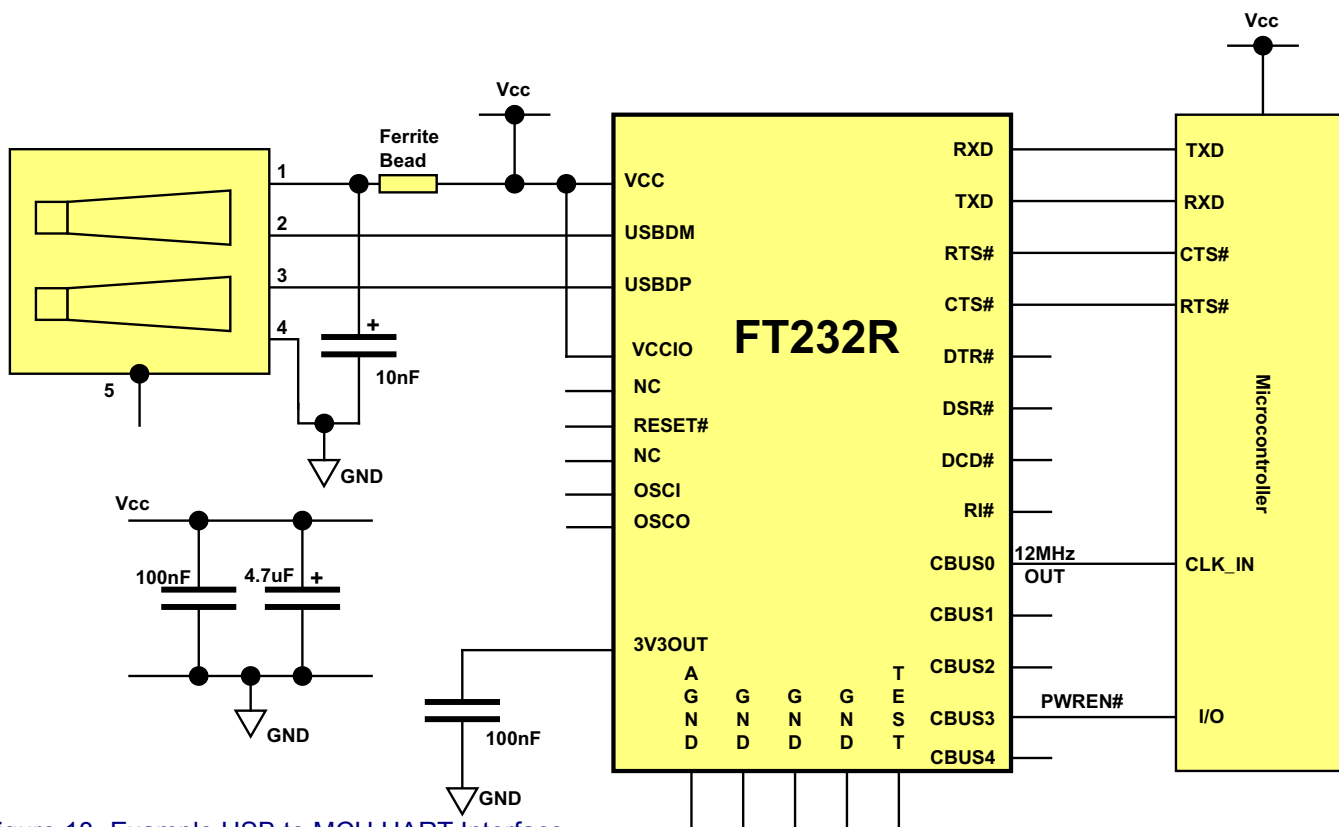 Vcc
Vcc
Ferrite
Bead
1
2
3
4
5
+
10nF
GND
Vcc
100nF
4.7uF
+
GND
100nF
GND
VCC
USBDM
USBDP
VCCIO
NC
RESET#
NC
OSCI
OSCO
3V3OUT
FT232R
AGND
GND
GND
GND
TEST
RXD
TXD
RTS#
CTS#
DTR#
DSR#
DCD#
RI#
CBUS0
CBUS1
CBUS2
CBUS3
CBUS4
12MHz
OUT
PWREN#
TXD
RXD
CTS#
RTS#
Microcontroller
CLK_IN
I/O